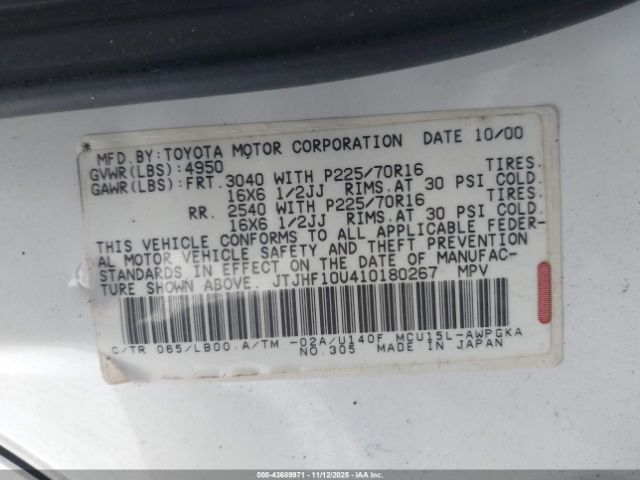 MFD.BY:TOYOTA MOTOR CORPORATION DATE 10/00
GVWR(LBS):4950
GAWR(LBS):FRT. 3040 WITH P225/70R16 TIRES.
16X6 1/2JJ RIMS.AT 30 PSI COLD.
RR. 2540 WITH P225/70R16 TIRES.
16X6 1/2JJ RIMS.AT 30 PSI COLD.
THIS VEHICLE CONFORMS TO ALL APPLICABLE FEDER-
AL MOTOR VEHICLE SAFETY AND THEFT PREVENTION
STANDARDS IN EFFECT ON THE DATE OF MANUFAC-
TURE SHOWN ABOVE. JTJHF10U410180267 MPV
C/TR 065/LB00 A/TM -02A/U140F MCU15L-AWPGKA
NO.305 MADE IN JAPAN
000-43689971 - 11/12/2025 - IAAI VEHICLE